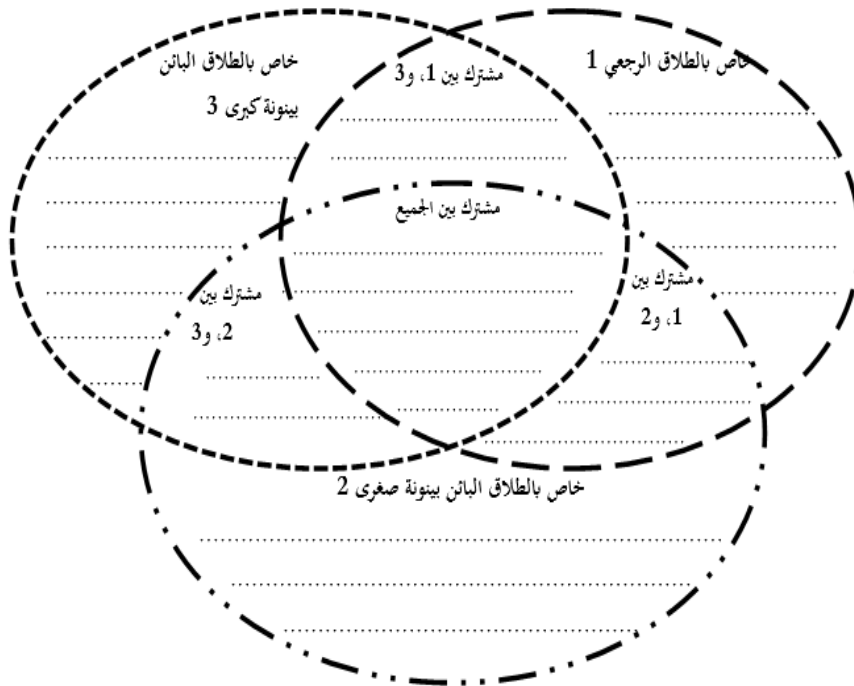 خاص بالطلاق الرجعي 1
مشترك بين 1، و3
خاص بالطلاق البائن
بينونة كبرى 3
مشترك بين الجميع
مشترك بين
1، و2
مشترك بين
2، و3
خاص بالطلاق البائن بينونة صغرى 2